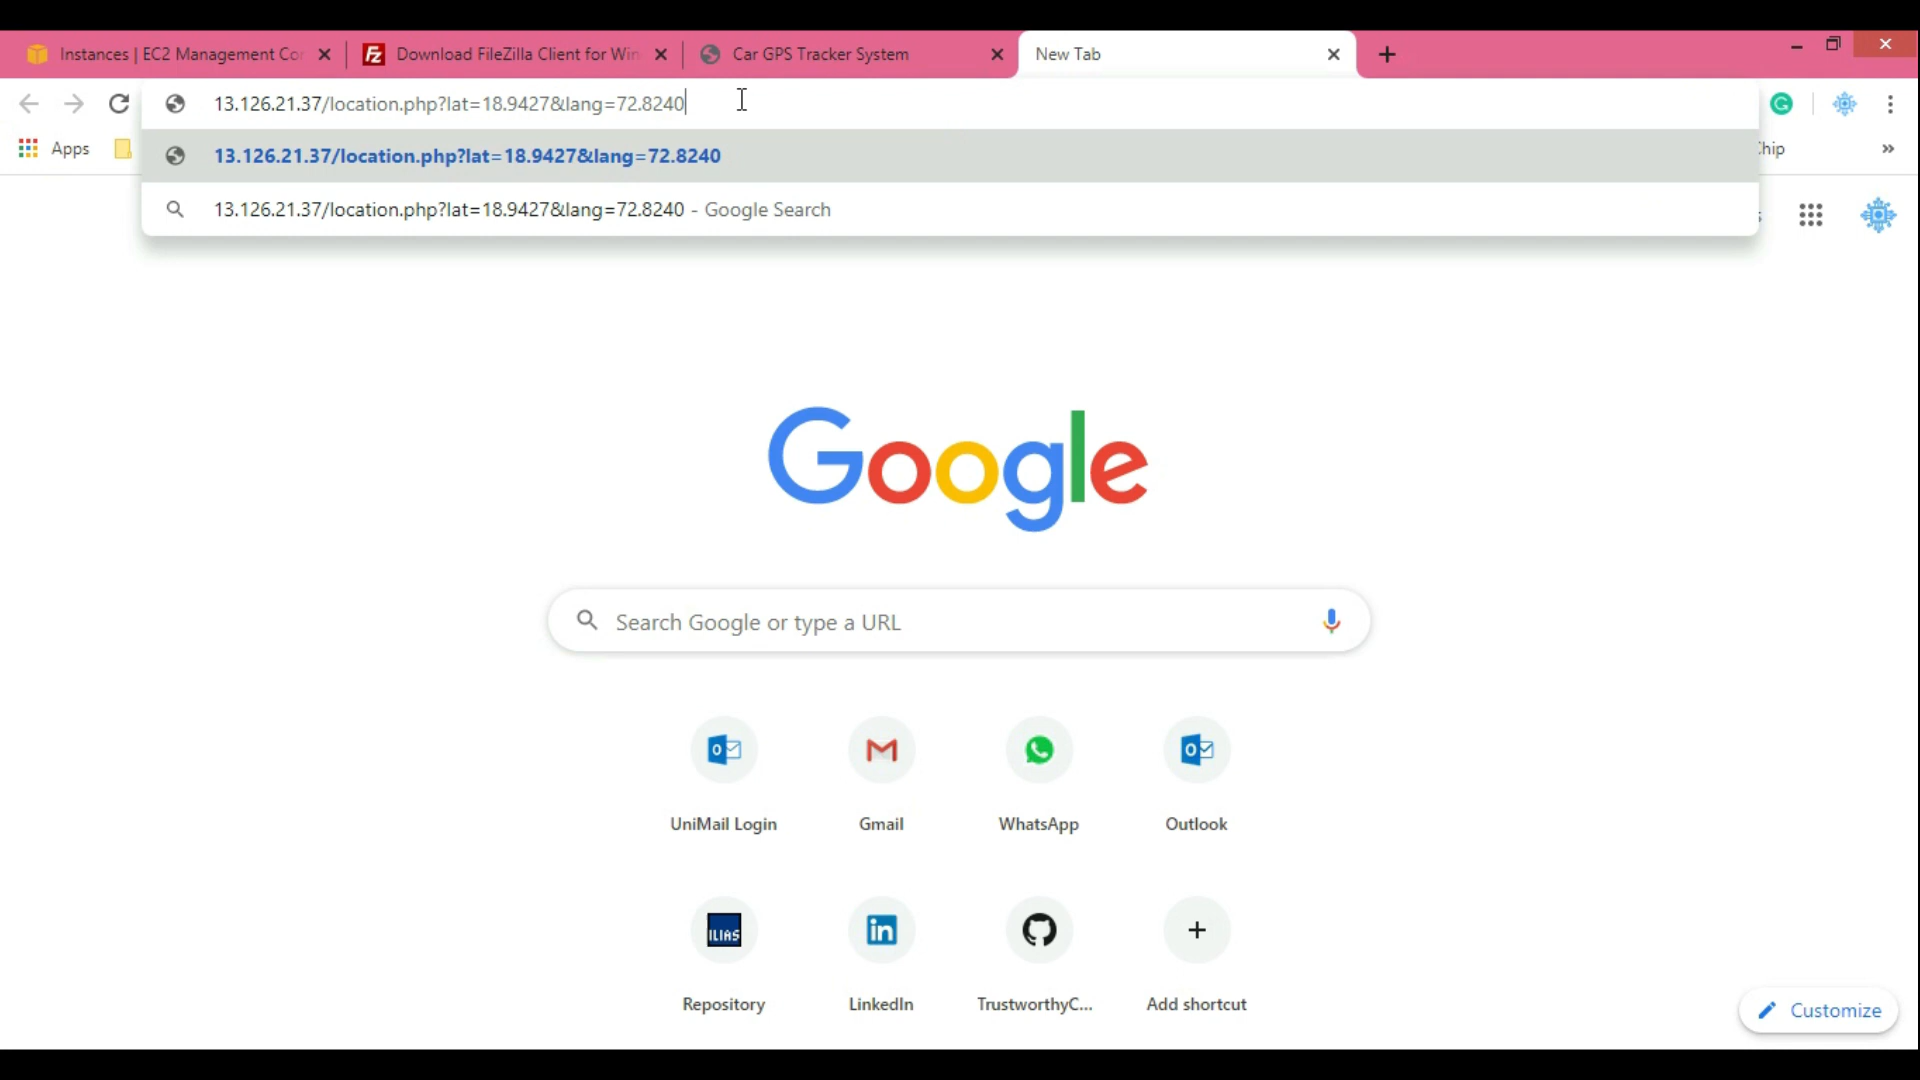 Instances | EC2 Management Con
Download FileZilla Client for Win
Car GPS Tracker System
New Tab
13.126.21.37/location.php?lat=18.9427&lang=72.8240
Apps
13.126.21.37/location.php?lat=18.9427&lang=72.8240
13.126.21.37/location.php?lat=18.9427&lang=72.8240 - Google Search
Google
Search Google or type a URL
UniMail Login
Gmail
WhatsApp
Outlook
ILIAS
Repository
LinkedIn
TrustworthyC...
Add shortcut
Customize